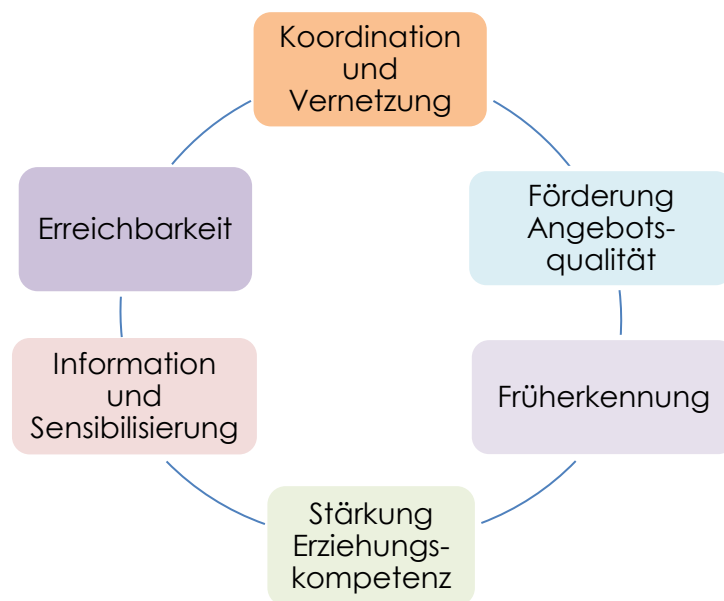 Koordination
und
Vernetzung
Förderung
Angebots-
qualität
Früherkennung
Stärkung
Erziehungs-
kompetenz
Information
und
Sensibilisierung
Erreichbarkeit